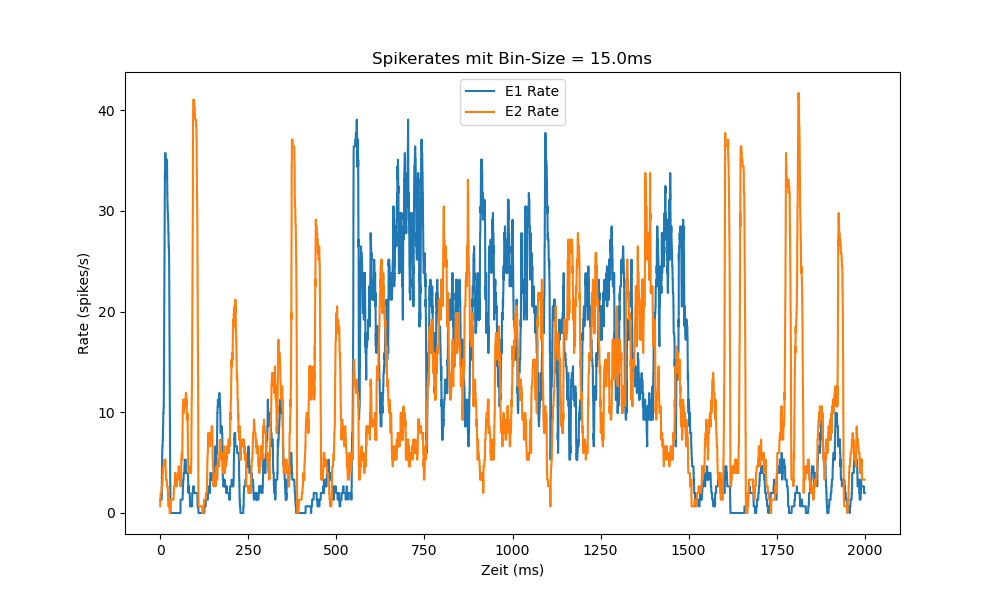 Spikerates mit Bin-Size = 15.0ms
E1 Rate
E2 Rate
Rate (spikes/s)
40
30
20
10
0
0 250 500 750 1000 1250 1500 1750 2000
Zeit (ms)